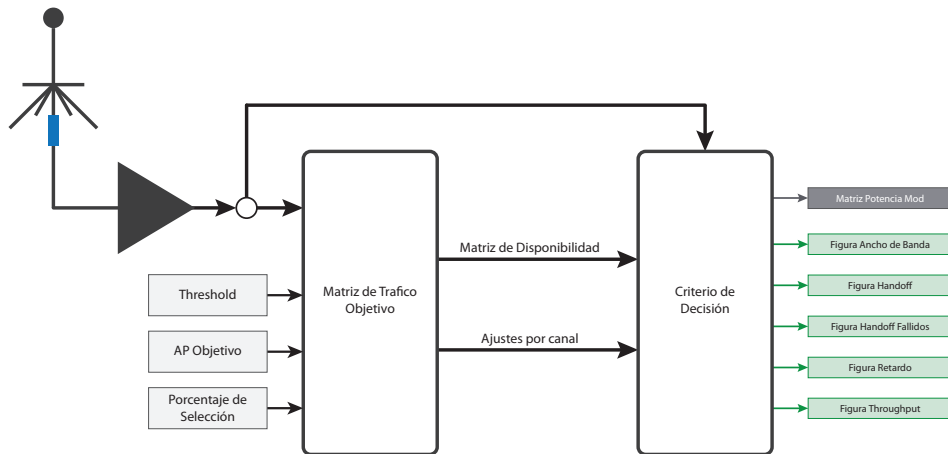 Threshold
AP Objetivo
Porcentaje de
Selección
Matriz de Trafico
Objetivo
Matriz de Disponibilidad
Ajustes por canal
Criterio de
Decisión
Matriz Potencia Mod
Figura Ancho de Banda
Figura Handoff
Figura Handoff Fallidos
Figura Retardo
Figura Throughput